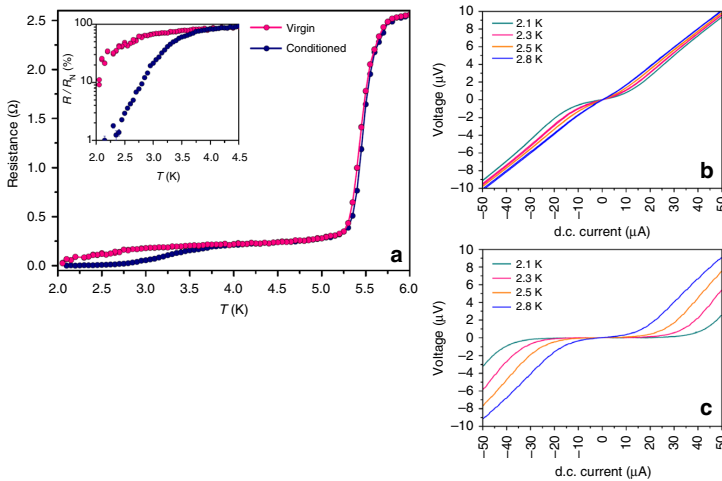 Virgin
Conditioned
Resistance (Ω)
2.5
2.0
1.5
1.0
0.5
0.0
2.0 2.5 3.0 3.5 4.0 4.5 5.0 5.5 6.0
T (K)
a
R / R_N (%)
100
10
1
2.0 2.5 3.0 3.5 4.0 4.5
T (K)
2.1 K
2.3 K
2.5 K
2.8 K
Voltage (μV)
10
8
6
4
2
0
−2
−4
−6
−8
−10
−50 −40 −30 −20 −10 0 10 20 30 40 50
d.c. current (μA)
b
2.1 K
2.3 K
2.5 K
2.8 K
Voltage (μV)
10
8
6
4
2
0
−2
−4
−6
−8
−10
−50 −40 −30 −20 −10 0 10 20 30 40 50
d.c. current (μA)
c